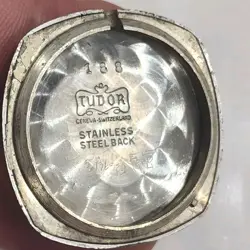 TUDOR
GENEVA-SWITZERLAND
STAINLESS
STEEL BACK